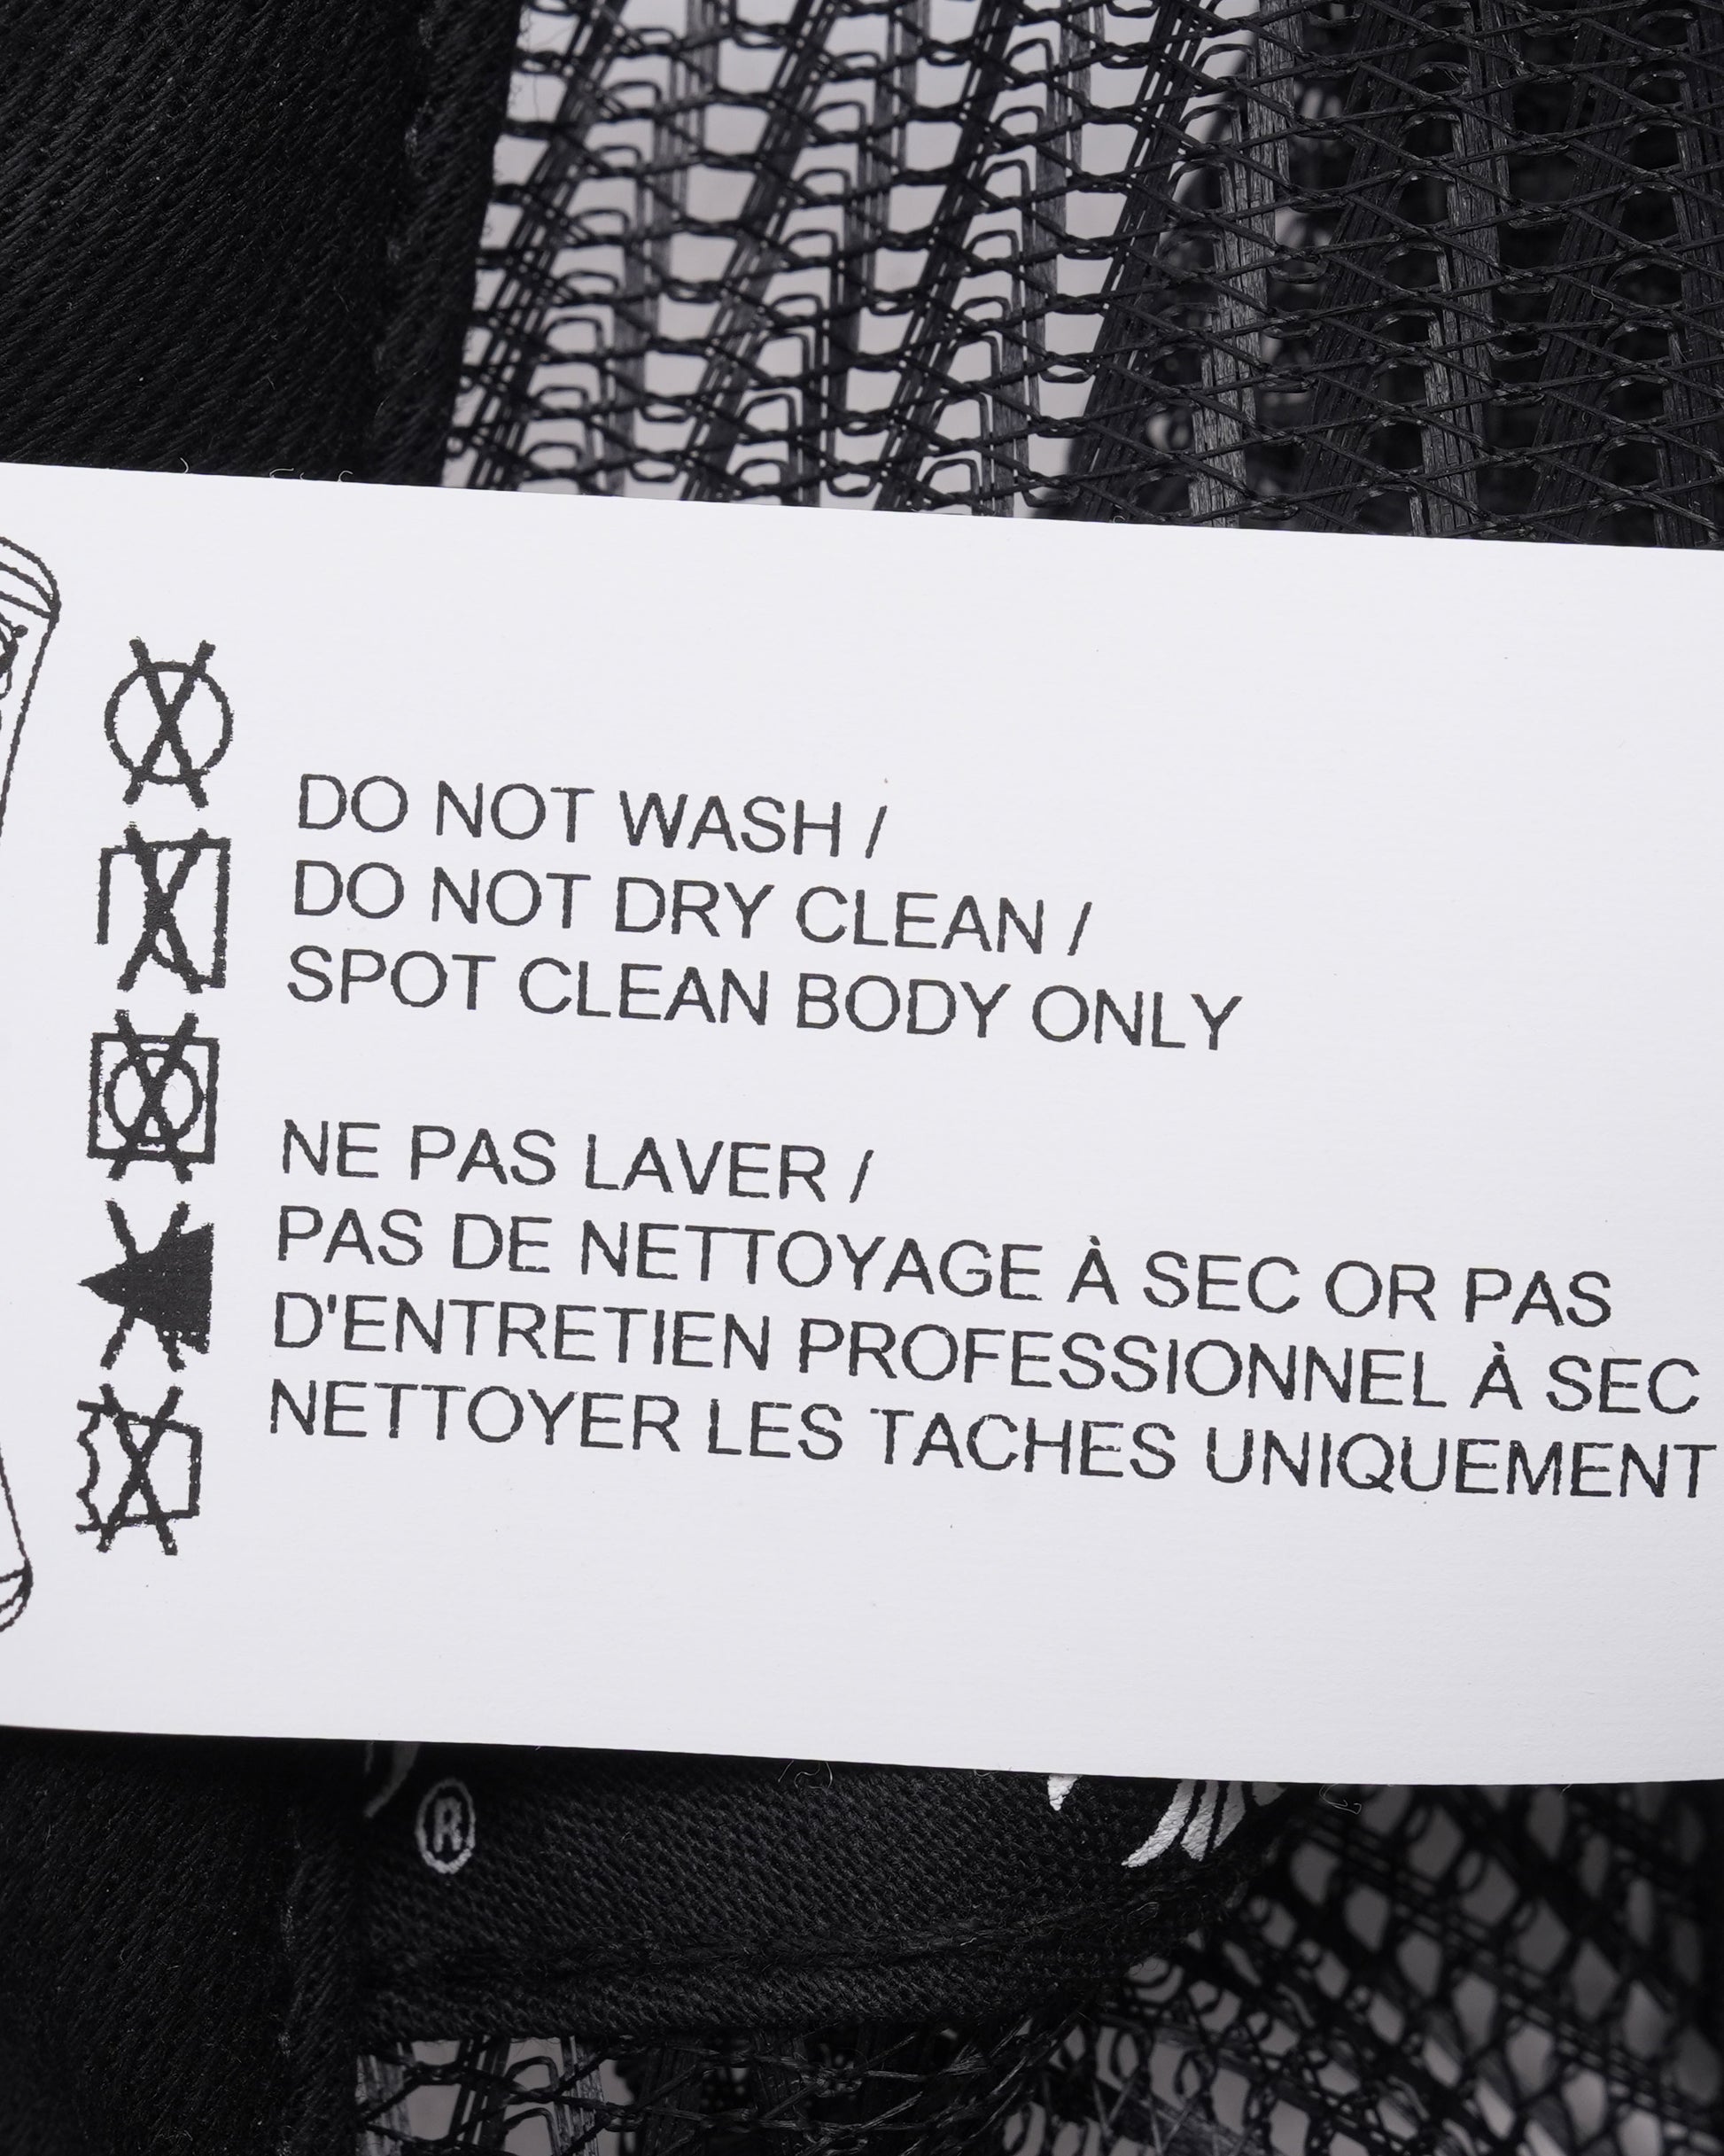 DO NOT WASH /
DO NOT DRY CLEAN /
SPOT CLEAN BODY ONLY
NE PAS LAVER /
PAS DE NETTOYAGE À SEC OR PAS
D'ENTRETIEN PROFESSIONNEL À SEC
NETTOYER LES TACHES UNIQUEMENT
®